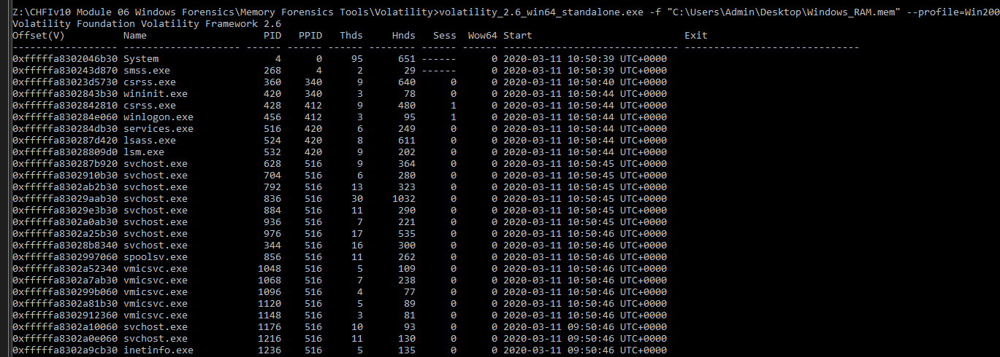 Z:\CHFIv10 Module 06 Windows Forensics\Memory Forensics Tools\Volatility>volatility_2.6_win64_standalone.exe -f "C:\Users\Admin\Desktop\Windows_RAM.mem" --profile=Win200
Volatility Foundation Volatility Framework 2.6
Offset(V)          Name                    PID   PPID   Thds     Hnds   Sess  Wow64 Start                          Exit
------------------ -------------------- ------ ------ ------ -------- ------ ------ ------------------------------ ------------------------------
0xfffffa8302046b30 System                    4      0     95      651 ------      0 2020-03-11 10:50:39 UTC+0000
0xfffffa830243d870 smss.exe                268      4      2       29 ------      0 2020-03-11 10:50:39 UTC+0000
0xfffffa83023d5730 csrss.exe               360    340      9      640      0      0 2020-03-11 10:50:40 UTC+0000
0xfffffa8302843b30 wininit.exe             420    340      3       78      0      0 2020-03-11 10:50:44 UTC+0000
0xfffffa8302842810 csrss.exe               428    412      9      480      1      0 2020-03-11 10:50:44 UTC+0000
0xfffffa830284e060 winlogon.exe            456    412      3       95      1      0 2020-03-11 10:50:44 UTC+0000
0xfffffa830284db30 services.exe            516    420      6      249      0      0 2020-03-11 10:50:44 UTC+0000
0xfffffa830287d420 lsass.exe               524    420      8      611      0      0 2020-03-11 10:50:44 UTC+0000
0xfffffa83028809d0 lsm.exe                 532    420      9      202      0      0 2020-03-11 10:50:44 UTC+0000
0xfffffa830287b920 svchost.exe             628    516      9      364      0      0 2020-03-11 10:50:45 UTC+0000
0xfffffa8302910b30 svchost.exe             704    516      6      280      0      0 2020-03-11 10:50:45 UTC+0000
0xfffffa8302ab2b30 svchost.exe             792    516     13      323      0      0 2020-03-11 10:50:45 UTC+0000
0xfffffa83029aab30 svchost.exe             836    516     30     1032      0      0 2020-03-11 10:50:45 UTC+0000
0xfffffa83029e3b30 svchost.exe             884    516     11      290      0      0 2020-03-11 10:50:45 UTC+0000
0xfffffa8302a0ab30 svchost.exe             936    516      7      221      0      0 2020-03-11 10:50:45 UTC+0000
0xfffffa8302a25b30 svchost.exe             976    516     17      535      0      0 2020-03-11 10:50:46 UTC+0000
0xfffffa83028b8340 svchost.exe             344    516     16      300      0      0 2020-03-11 10:50:46 UTC+0000
0xfffffa8302997060 spoolsv.exe             856    516     11      262      0      0 2020-03-11 10:50:46 UTC+0000
0xfffffa8302a52340 vmicsvc.exe            1048    516      5      109      0      0 2020-03-11 10:50:46 UTC+0000
0xfffffa8302a7ab30 vmicsvc.exe            1068    516      7      238      0      0 2020-03-11 10:50:46 UTC+0000
0xfffffa830299b060 vmicsvc.exe            1096    516      4       77      0      0 2020-03-11 10:50:46 UTC+0000
0xfffffa8302a81b30 vmicsvc.exe            1120    516      5       89      0      0 2020-03-11 10:50:46 UTC+0000
0xfffffa8302912360 vmicsvc.exe            1148    516      3       81      0      0 2020-03-11 10:50:46 UTC+0000
0xfffffa8302a10060 svchost.exe            1176    516     10       93      0      0 2020-03-11 09:50:46 UTC+0000
0xfffffa8302a0e060 svchost.exe            1216    516     11      130      0      0 2020-03-11 09:50:46 UTC+0000
0xfffffa8302a9cb30 inetinfo.exe           1236    516      5      135      0      0 2020-03-11 09:50:46 UTC+0000